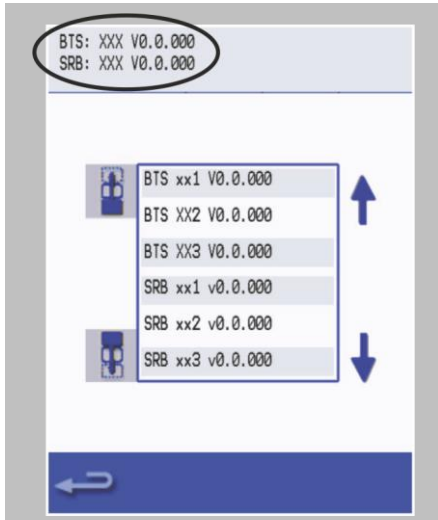 BTS: XXX V0.0.000
SRB: XXX V0.0.000
BTS xx1 V0.0.000
BTS XX2 V0.0.000
BTS XX3 V0.0.000
SRB xx1 v0.0.000
SRB xx2 v0.0.000
SRB xx3 v0.0.000